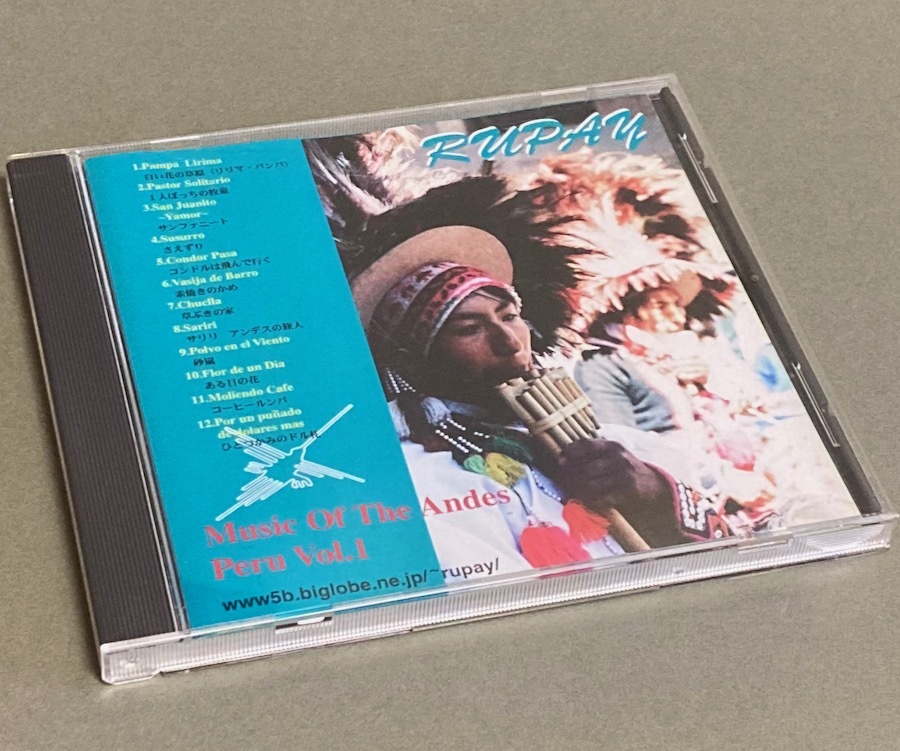 RUPAY
1.Pampa Lirima
白い花の草原（リリマ・パンパ）
2.Pastor Solitario
1人ぼっちの牧童
3.San Juanito
~Yamor~
サンファニート
4.Susurro
さえずり
5.Condor Pasa
コンドルは飛んで行く
6.Vasija de Barro
素焼きのかめ
7.Chuclla
草ぶきの家
8.Sariri
サリリ アンデスの旅人
9.Polvo en el Viento
砂嵐
10.Flor de un Dia
ある日の花
11.Moliendo Cafe
コーヒールンバ
12.Por un puñado
de dolares mas
ひとつかみのドル札
Music Of The Andes
Peru Vol.1
www5b.biglobe.ne.jp/~rupay/